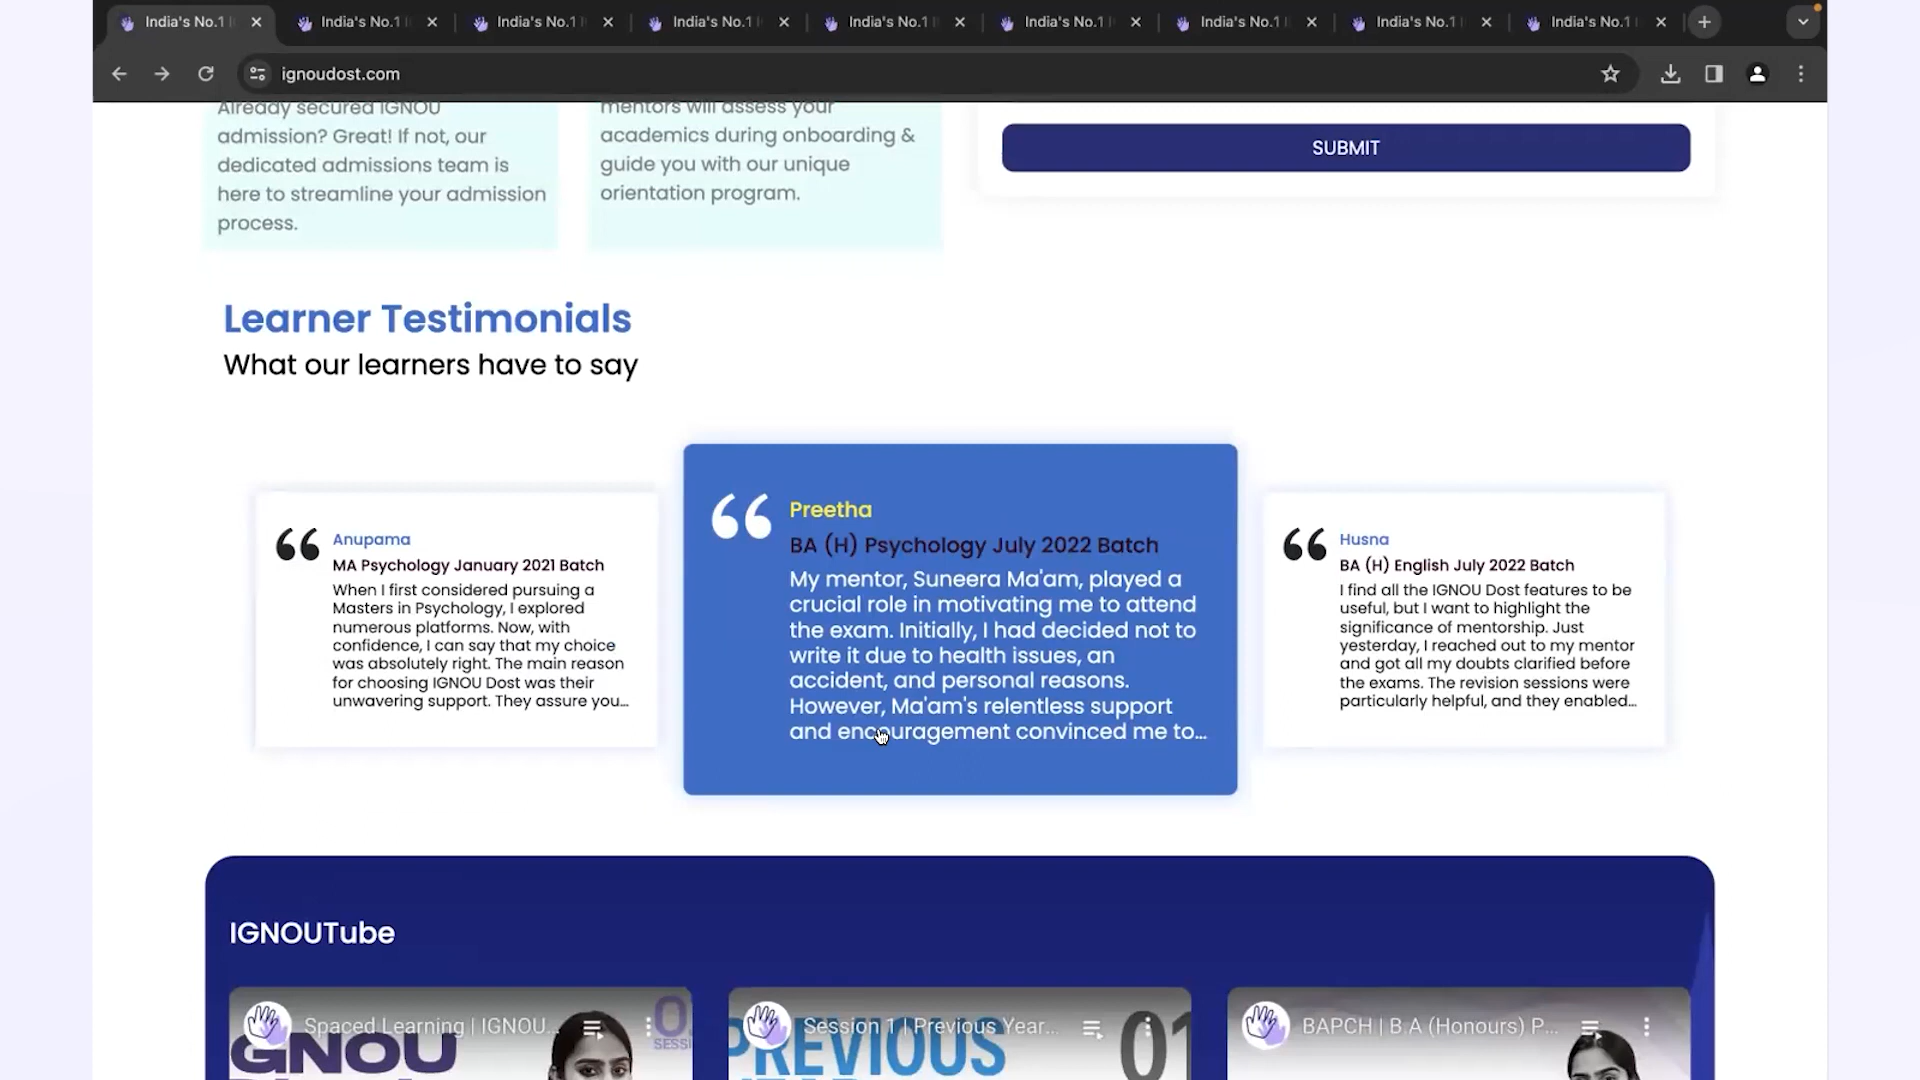 India's No.1 I
India's No.1
India's No.1
India's No.1
India's No.1
India's No.1
India's No.1
India's No.1
India's No.1
ignoudost.com
Already secured IGNOU
admission? Great! If not, our
dedicated admissions team is
here to streamline your admission
process.
mentors will assess your
academics during onboarding &
guide you with our unique
orientation program.
SUBMIT
Learner Testimonials
What our learners have to say
Anupama
MA Psychology January 2021 Batch
When I first considered pursuing a
Masters in Psychology, I explored
numerous platforms. Now, with
confidence, I can say that my choice
was absolutely right. The main reason
for choosing IGNOU Dost was their
unwavering support. They assure you...
Preetha
BA (H) Psychology July 2022 Batch
My mentor, Suneera Ma'am, played a
crucial role in motivating me to attend
the exam. Initially, I had decided not to
write it due to health issues, an
accident, and personal reasons.
However, Ma'am's relentless support
and encouragement convinced me to...
Husna
BA (H) English July 2022 Batch
I find all the IGNOU Dost features to be
useful, but I want to highlight the
significance of mentorship. Just
yesterday, I reached out to my mentor
and got all my doubts clarified before
the exams. The revision sessions were
particularly helpful, and they enabled...
IGNOUTube
Spaced Learning | IGNOU...
GNOU
Session 1 | Previous Year...
PREVIOUS
01
BAPCH | B.A (Honours) P...